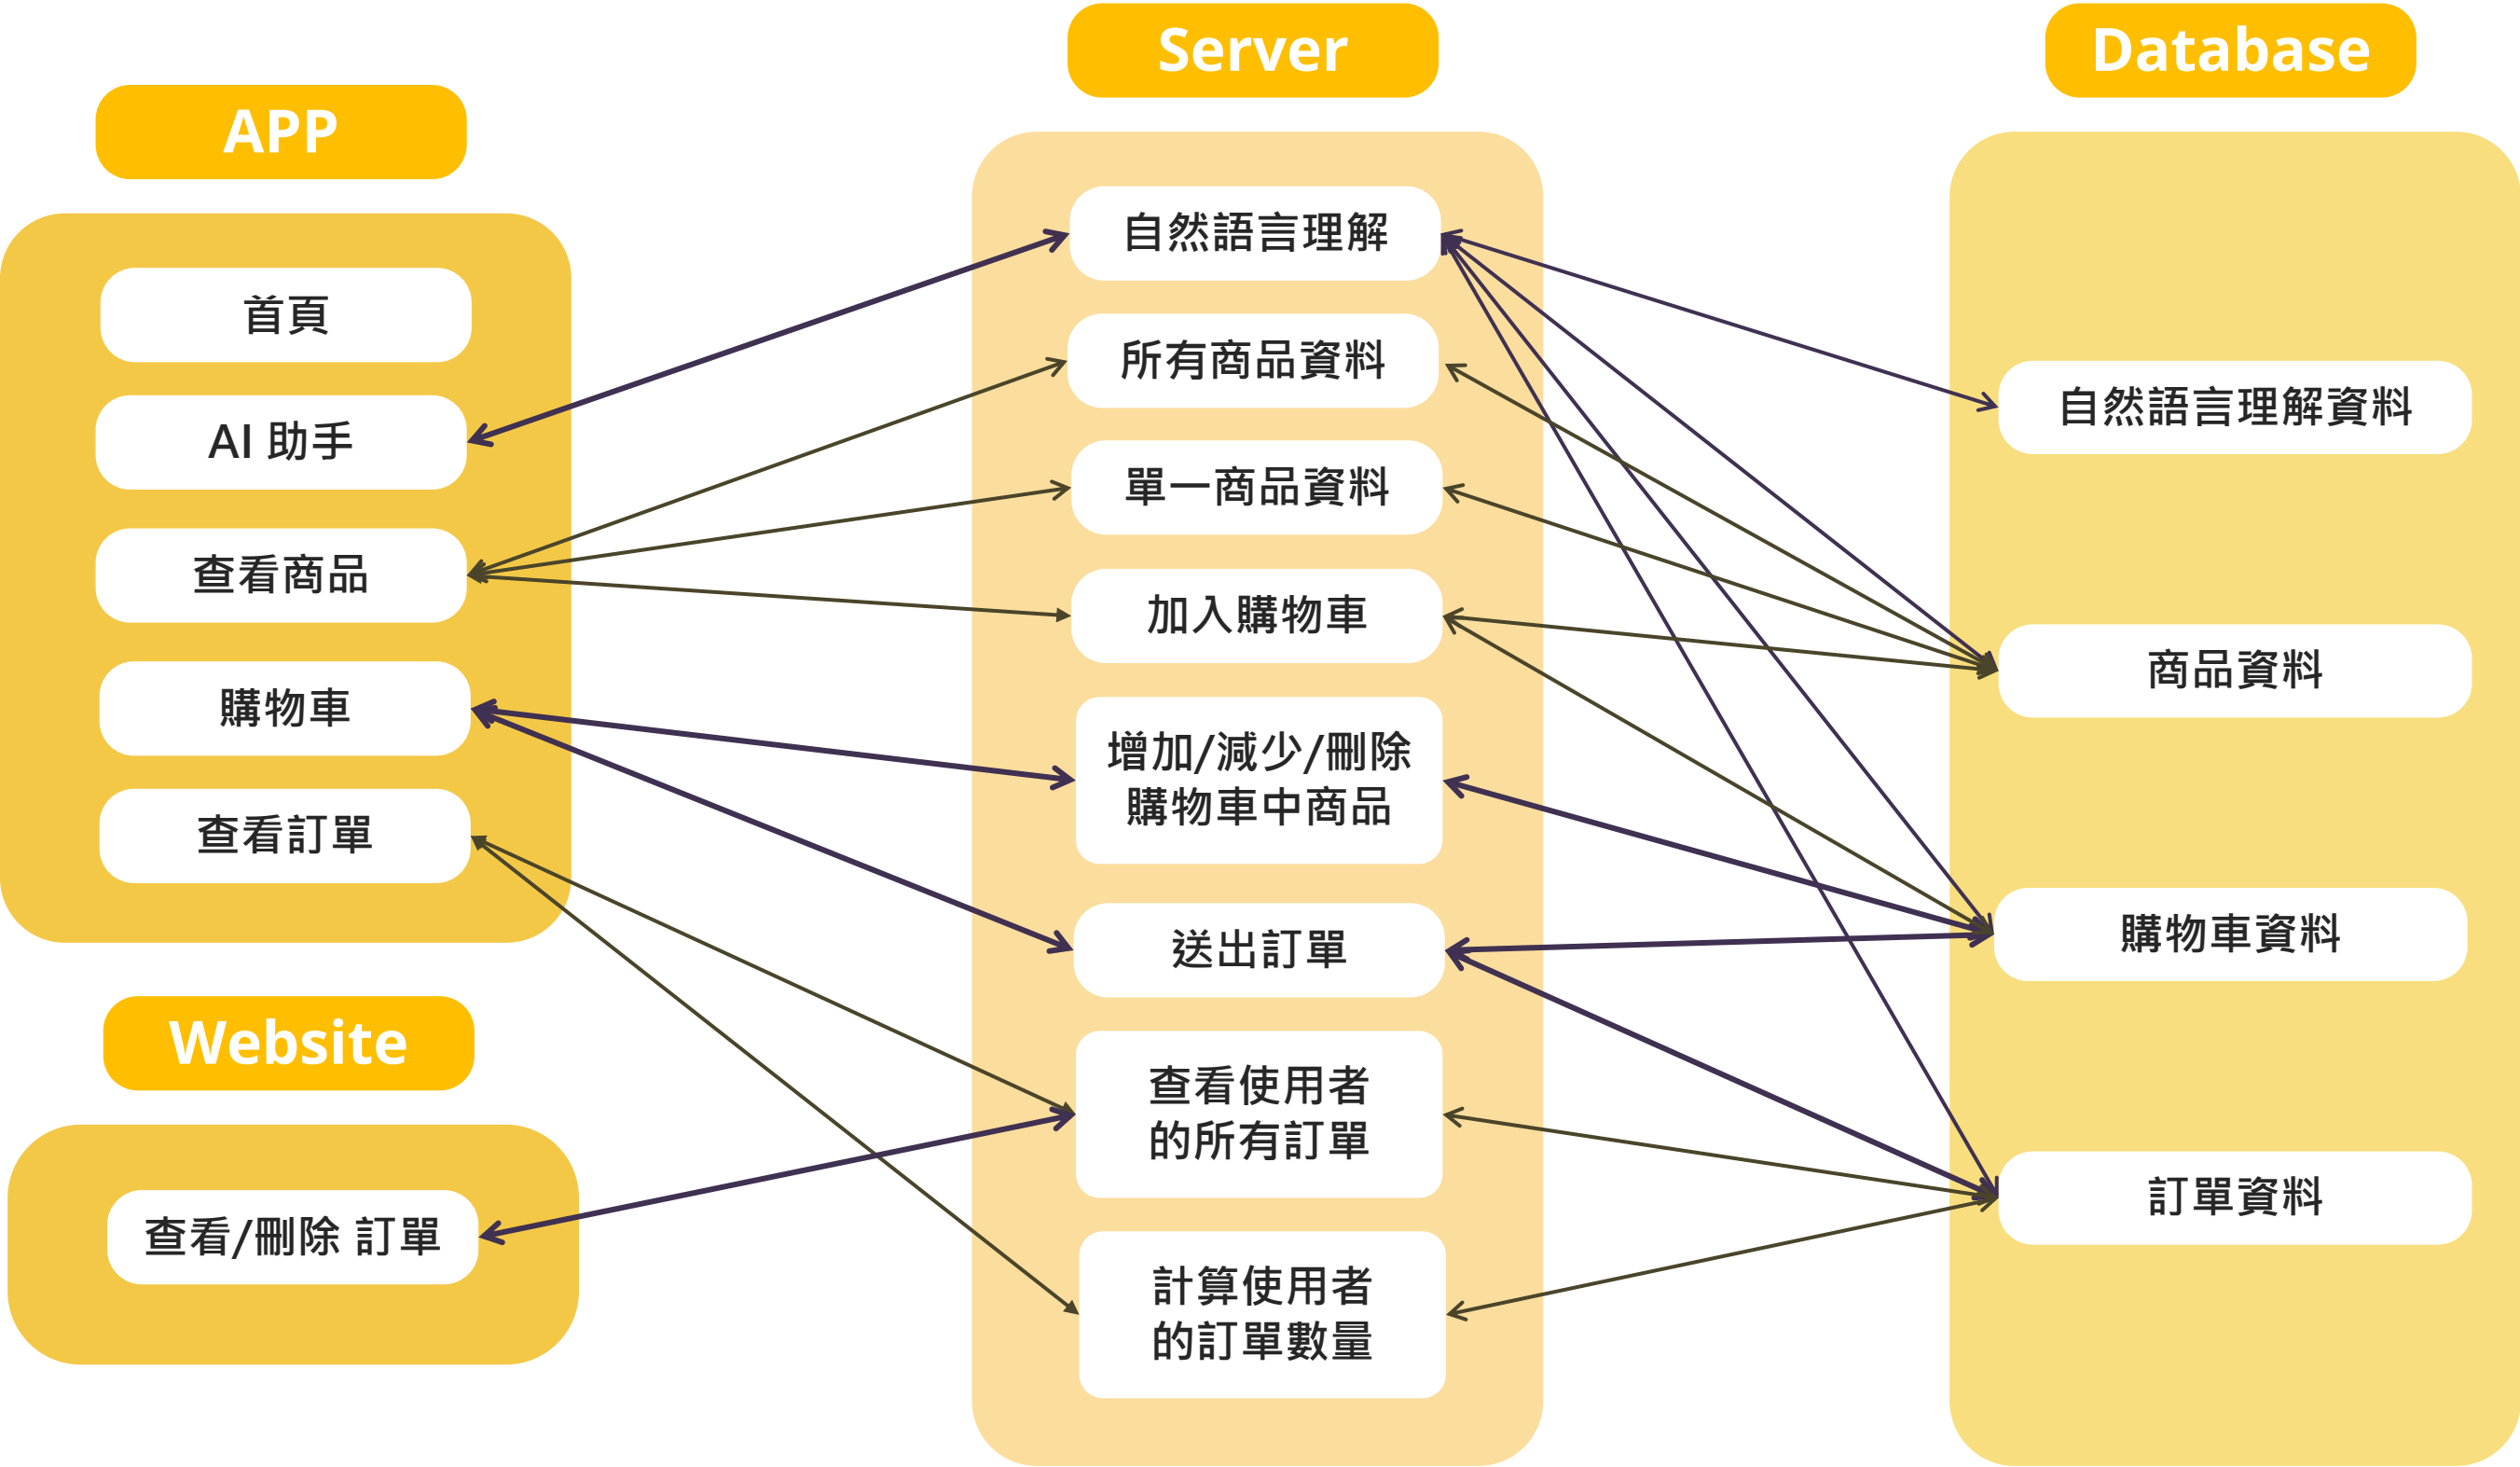 APP
首頁
AI 助手
查看商品
購物車
查看訂單
Website
查看/刪除 訂單
Server
自然語言理解
所有商品資料
單一商品資料
加入購物車
增加/減少/刪除
購物車中商品
送出訂單
查看使用者
的所有訂單
計算使用者
的訂單數量
Database
自然語言理解資料
商品資料
購物車資料
訂單資料